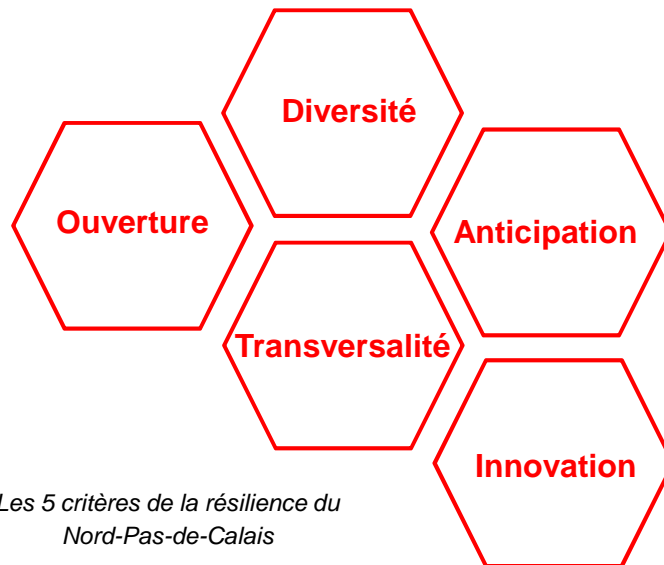 Diversité
Ouverture
Anticipation
Transversalité
Innovation
Les 5 critères de la résilience du
Nord-Pas-de-Calais